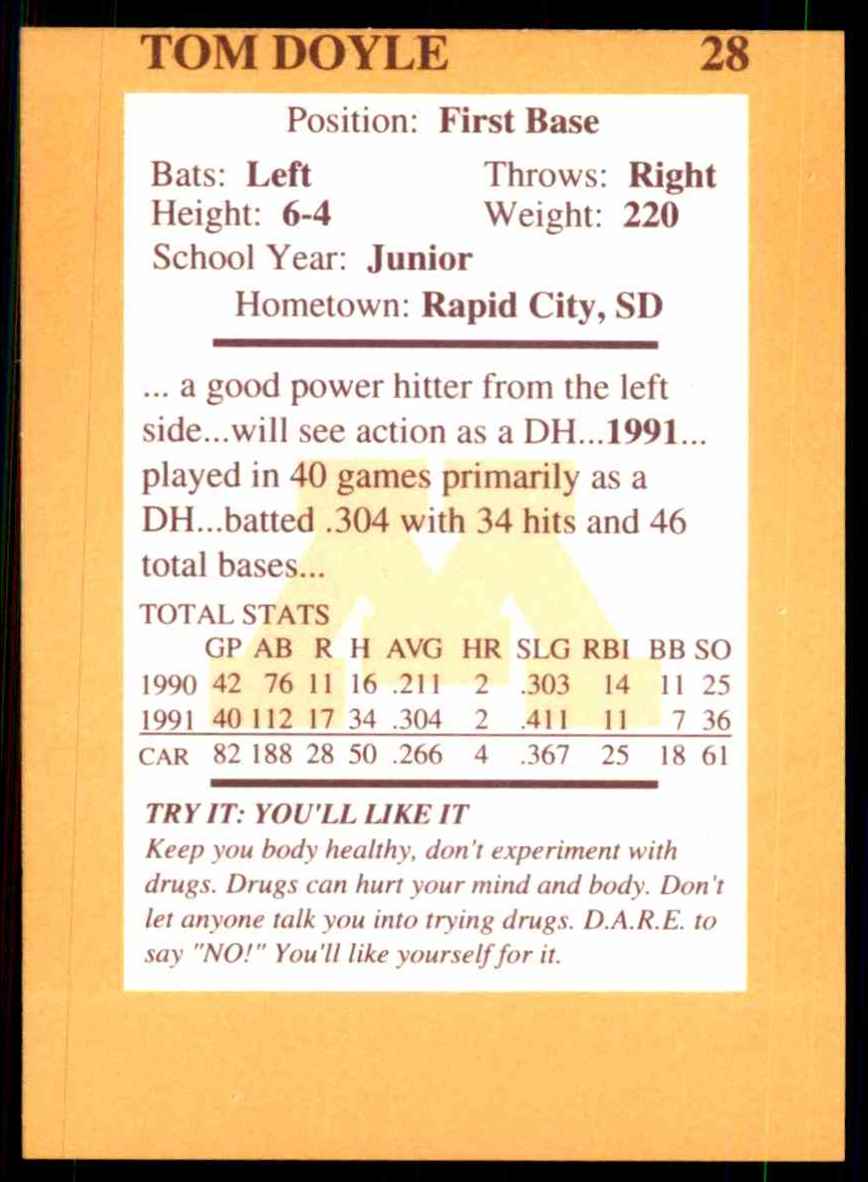 TOM DOYLE 28
Position: First Base
Bats: Left Throws: Right
Height: 6-4 Weight: 220
School Year: Junior
Hometown: Rapid City, SD
... a good power hitter from the left
side...will see action as a DH...1991...
played in 40 games primarily as a
DH...batted .304 with 34 hits and 46
total bases...
TOTAL STATS
GP AB R H AVG HR SLG RBI BB SO
1990 42 76 11 16 .211 2 .303 14 11 25
1991 40 112 17 34 .304 2 .411 11 7 36
CAR 82 188 28 50 .266 4 .367 25 18 61
TRY IT: YOU'LL LIKE IT
Keep you body healthy, don't experiment with
drugs. Drugs can hurt your mind and body. Don't
let anyone talk you into trying drugs. D.A.R.E. to
say "NO!" You'll like yourself for it.